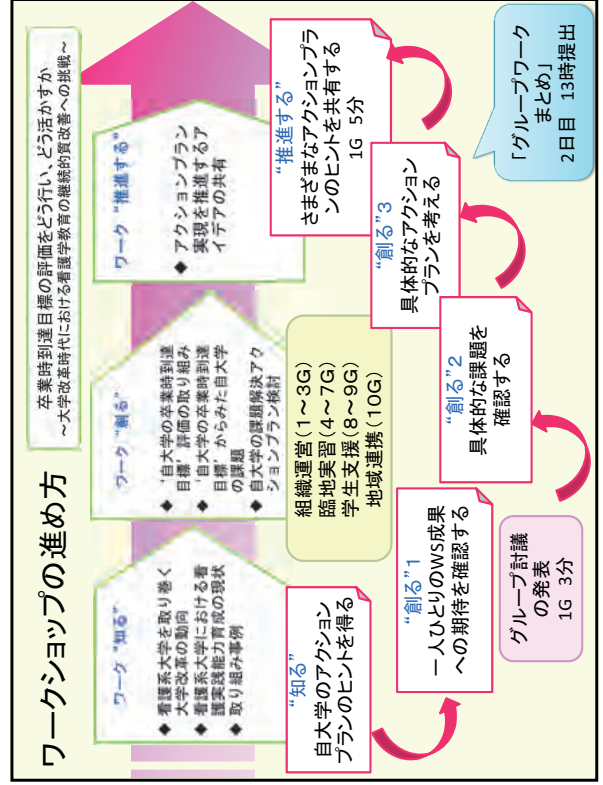 ワークショップの進め方
卒業時到達目標の評価をどう行い、どう活かすか
～大学改革時代における看護学教育の継続的質改善への挑戦～
ワーク “知る”
◆ 看護系大学を取り巻く
大学改革の動向
◆ 看護系大学における看
護実践能力育成の現状
◆ 取り組み事例
ワーク “創る”
◆ ‘自大学の卒業時到達
目標’評価の取り組み
◆ ‘自大学の卒業時到達
目標’からみた自大学
の課題
◆ 自大学の課題解決アク
ションプラン検討
ワーク “推進する”
◆ アクションプラン
実現を推進するア
イデアの共有
組織運営（1～3G）
臨地実習（4～7G）
学生支援（8～9G）
地域連携（10G）
“知る”
自大学のアクション
プランのヒントを得る
“創る”1
一人ひとりのWS成果
への期待を確認する
グループ討議
の発表
1G 3分
“創る”2
具体的な課題を
確認する
“創る”3
具体的なアクション
プランを考える
“推進する”
さまざまなアクションプラ
ンのヒントを共有する
1G 5分
「グループワーク
まとめ」
2日目 13時提出